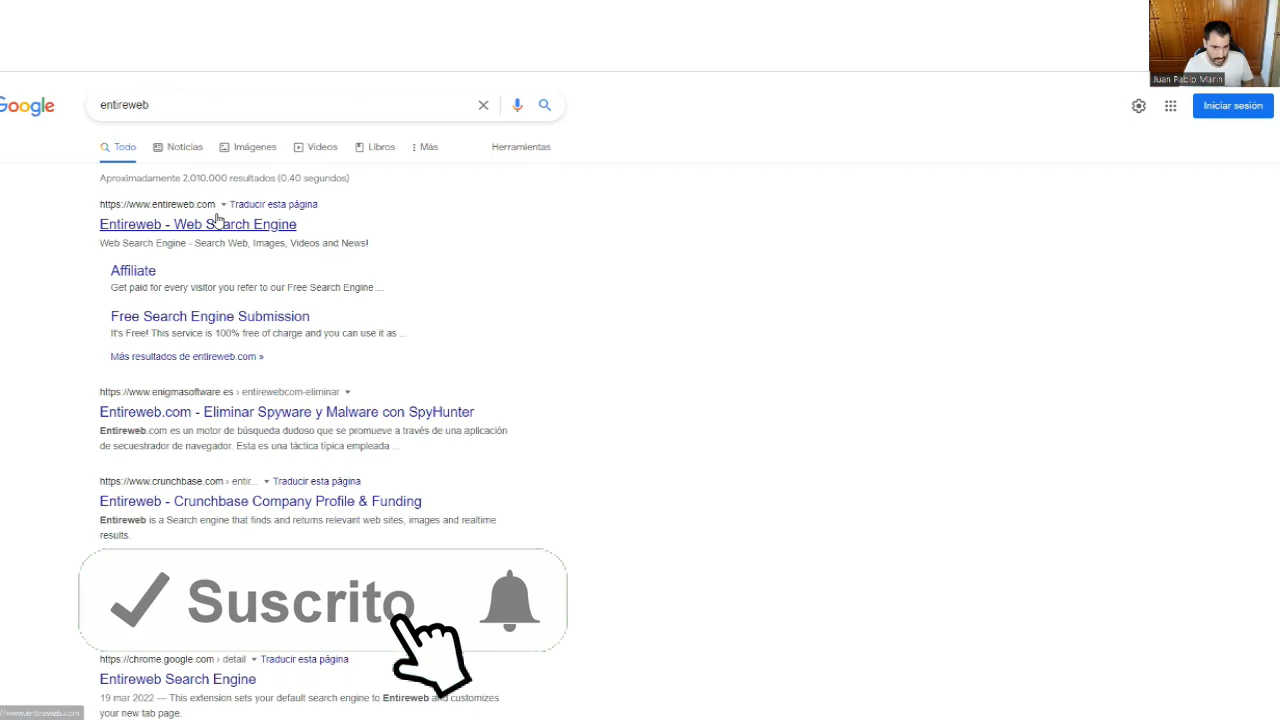 Juan Pablo Marin
Google
entireweb
Iniciar sesión
Todo
Noticias
Imágenes
Vídeos
Libros
Más
Herramientas
Aproximadamente 2.010.000 resultados (0,40 segundos)
https://www.entireweb.com Traducir esta página
Entireweb - Web Search Engine
Web Search Engine - Search Web, Images, Videos and News!
Affiliate
Get paid for every visitor you refer to our Free Search Engine ...
Free Search Engine Submission
It's Free! This service is 100% free of charge and you can use it as ...
Más resultados de entireweb.com »
https://www.enigmasoftware.es › entirewebcom-eliminar
Entireweb.com - Eliminar Spyware y Malware con SpyHunter
Entireweb.com es un motor de búsqueda dudoso que se promueve a través de una aplicación
de secuestrador de navegador. Esta es una táctica típica empleada ...
https://www.crunchbase.com › entir... Traducir esta página
Entireweb - Crunchbase Company Profile & Funding
Entireweb is a Search engine that finds and returns relevant web sites, images and realtime
results.
Suscrito
https://chrome.google.com › detail Traducir esta página
Entireweb Search Engine
19 mar 2022 — This extension sets your default search engine to Entireweb and customizes
your new tab page.
//www.entireweb.com